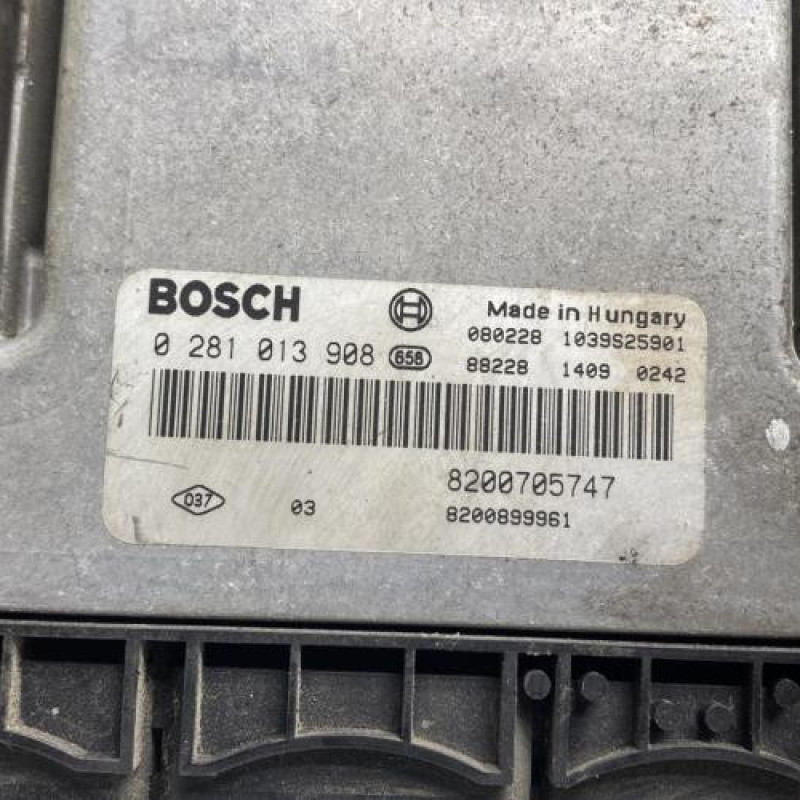 BOSCH
Made in Hungary
080228 1039S25901
0 281 013 908 658
88228 1409 0242
8200705747
037 03
8200899961